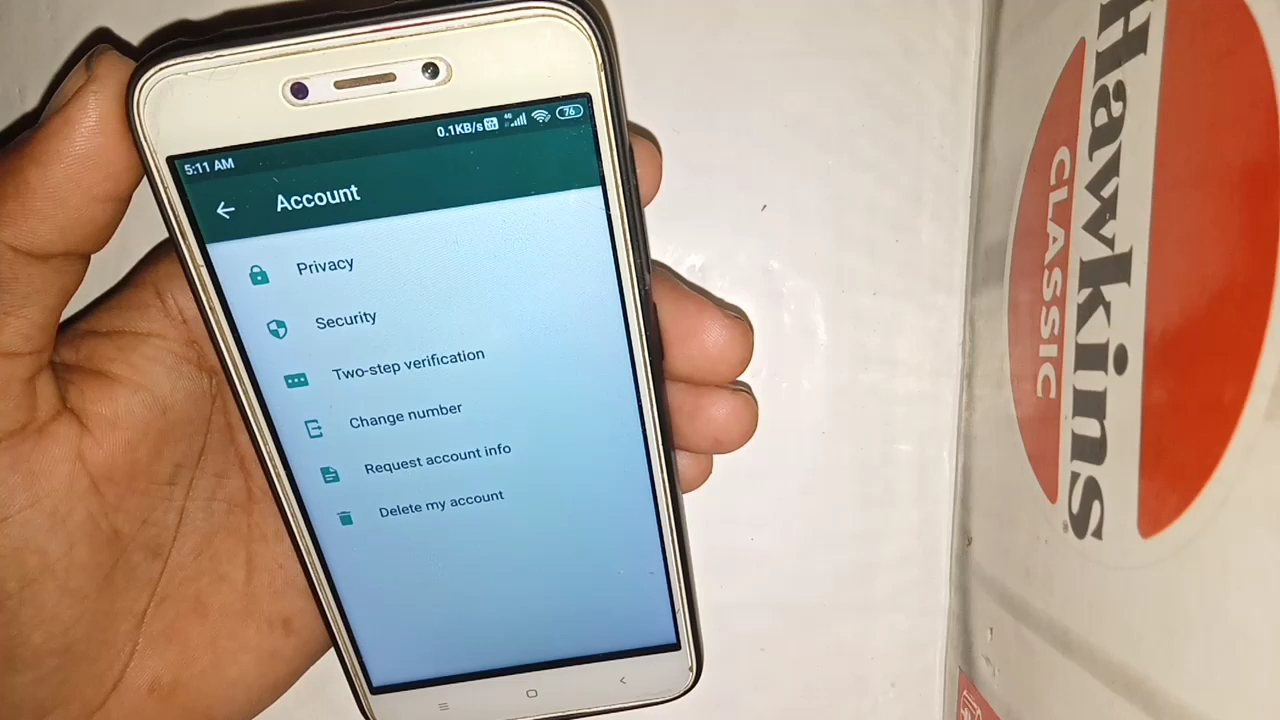 5:11 AM
0.1KB/s
4G
76
Account
Privacy
Security
Two-step verification
Change number
Request account info
Delete my account
Hawkins®
CLASSIC